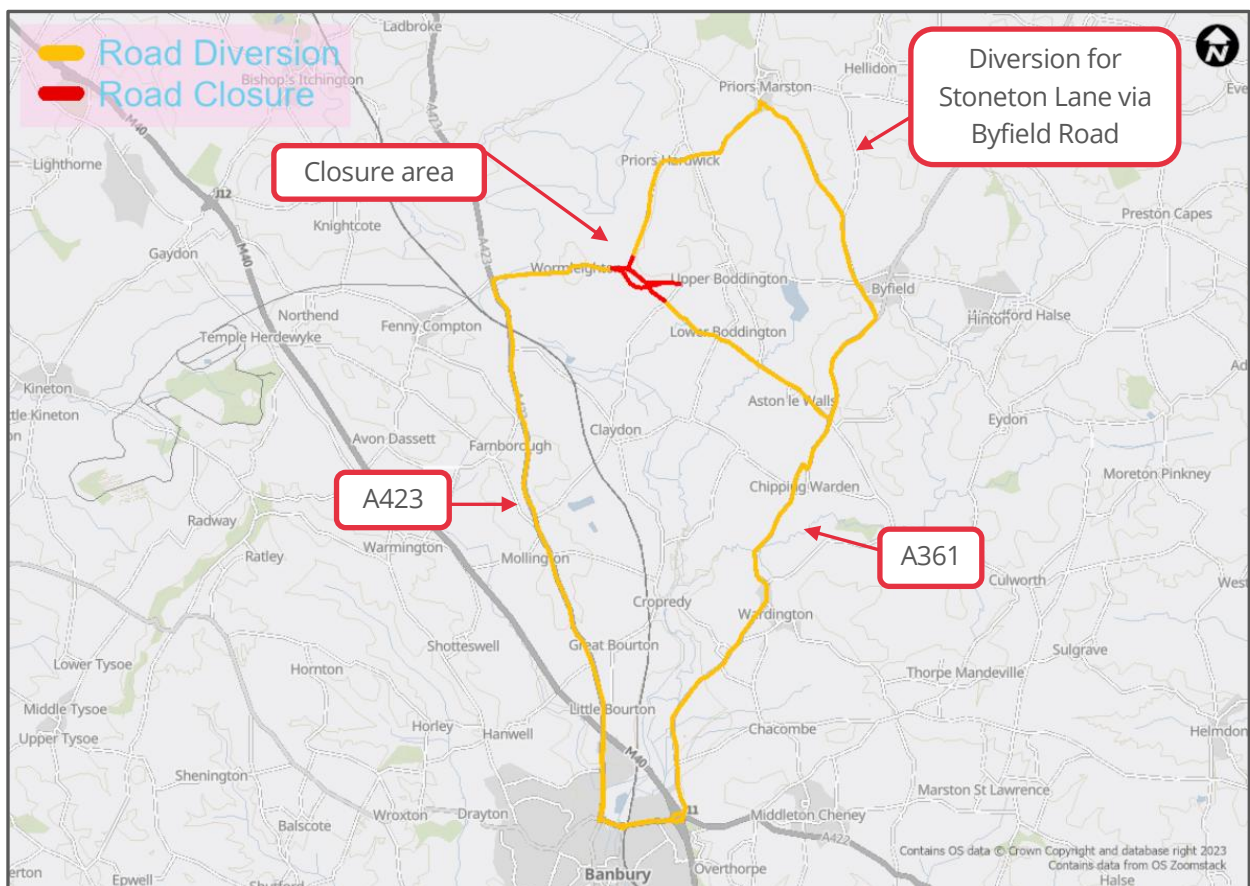 Road Diversion
Road Closure
Closure area
Diversion for
Stoneton Lane via
Byfield Road
A423
A361
N
Ladbroke
Bishop's Itchington
Hellidon
Priors Marston
M40
A423
Lighthorne
Priors Hardwick
J12
Knightcote
Preston Capes
Gaydon
M40
A423
Wormleighton
Upper Boddington
Byfield
Northend
Fenny Compton
Hinton
Woodford Halse
Temple Herdewyke
Lower Boddington
Kineton
Little Kineton
Aston le Walls
A423
Claydon
Eydon
Avon Dassett
Farnborough
Moreton Pinkney
Chipping Warden
Radway
Warmington
Ratley
Mollington
Culworth
Cropredy
Wardington
Shotteswell
Great Bourton
Sulgrave
Lower Tysoe
Hornton
Thorpe Mandeville
Middle Tysoe
Little Bourton
Upper Tysoe
Horley
Hanwell
Chacombe
Helmdon
M40
Shenington
Marston St Lawrence
J11
Balscote
Wroxton
Drayton
Middleton Cheney
A422
Contains OS data © Crown Copyright and database right 2023
Contains data from OS Zoomstack
Epwell
Banbury
Overthorpe
Halse